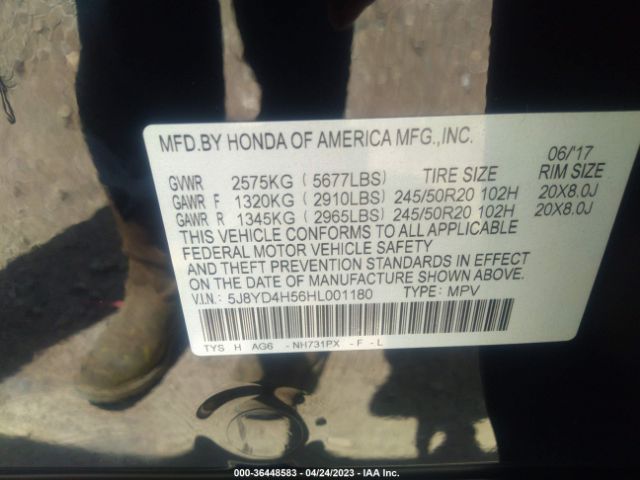 MFD.BY HONDA OF AMERICA MFG.,INC.
06/'17
GVWR 2575KG ( 5677LBS) TIRE SIZE RIM SIZE
GAWR F 1320KG ( 2910LBS) 245/50R20 102H 20X8.0J
GAWR R 1345KG ( 2965LBS) 245/50R20 102H 20X8.0J
THIS VEHICLE CONFORMS TO ALL APPLICABLE
FEDERAL MOTOR VEHICLE SAFETY
AND THEFT PREVENTION STANDARDS IN EFFECT
ON THE DATE OF MANUFACTURE SHOWN ABOVE.
V.I.N.: 5J8YD4H56HL001180 TYPE: MPV
TYS H AG6 - NH731PX - F - L
000-36448583 - 04/24/2023 - IAA Inc.